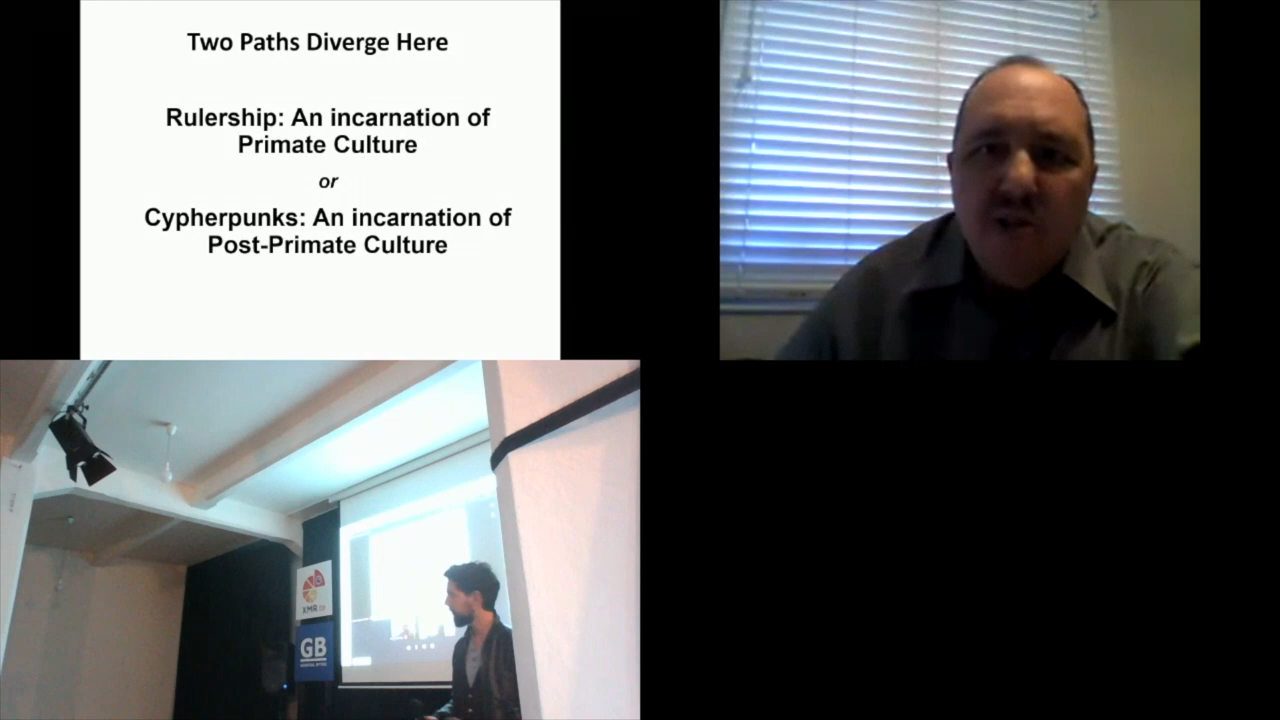 Two Paths Diverge Here
Rulership: An incarnation of
Primate Culture
or
Cypherpunks: An incarnation of
Post-Primate Culture
XMR
GB